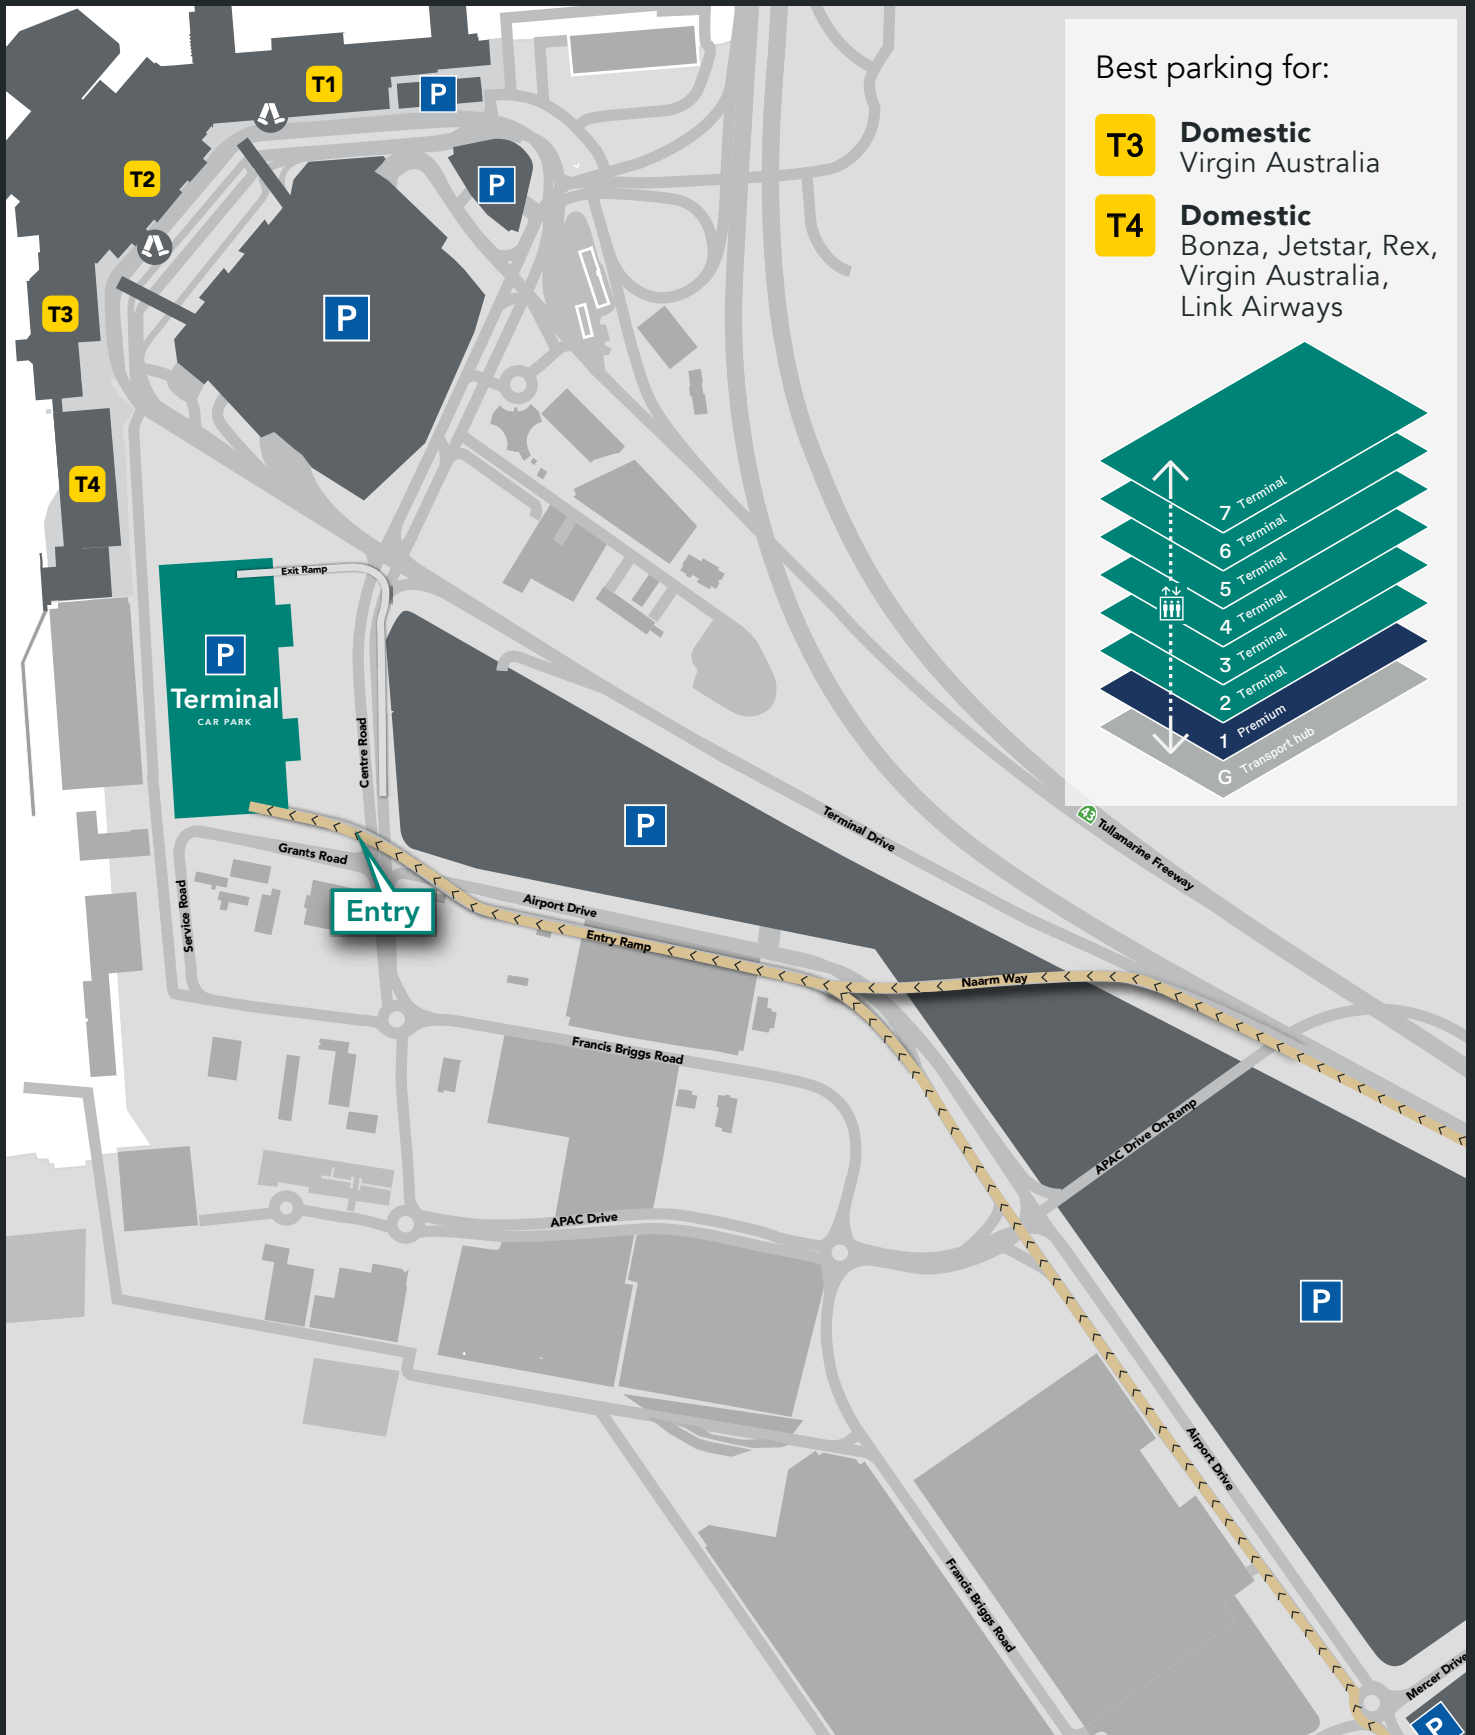 Best parking for:
T3
Domestic
Virgin Australia
T4
Domestic
Bonza, Jetstar, Rex,
Virgin Australia,
Link Airways
7 Terminal
6 Terminal
5 Terminal
4 Terminal
3 Terminal
2 Terminal
1 Premium
G Transport hub
T1
P
T2
P
T3
P
T4
Exit Ramp
P
Terminal
CAR PARK
Centre Road
P
Terminal Drive
43
Tullamarine Freeway
Grants Road
Entry
Service Road
Airport Drive
Entry Ramp
Naarm Way
Francis Briggs Road
APAC Drive On-Ramp
APAC Drive
P
Airport Drive
Francis Briggs Road
Mercer Drive
P